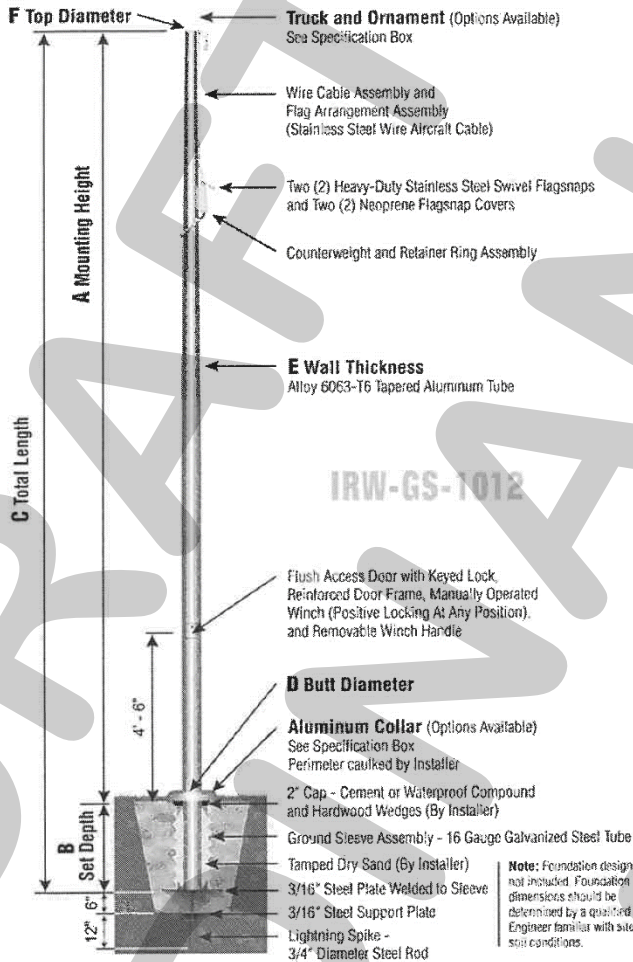 F Top Diameter
Truck and Ornament (Options Available)
See Specification Box
Wire Cable Assembly and
Flag Arrangement Assembly
(Stainless Steel Wire Aircraft Cable)
Two (2) Heavy-Duty Stainless Steel Swivel Flagsnaps
and Two (2) Neoprene Flagsnap Covers
Counterweight and Retainer Ring Assembly
A Mounting Height
E Wall Thickness
Alloy 6063-T6 Tapered Aluminum Tube
C Total Length
IRW-GS-1012
Flush Access Door with Keyed Lock,
Reinforced Door Frame, Manually Operated
Winch (Positive Locking At Any Position),
and Removable Winch Handle
4' - 6"
D Butt Diameter
Aluminum Collar (Options Available)
See Specification Box
Perimeter caulked by Installer
2" Cap - Cement or Waterproof Compound
and Hardwood Wedges (By Installer)
B
Set Depth
Ground Sleeve Assembly - 16 Gauge Galvanized Steel Tube
Tamped Dry Sand (By Installer)
3/16" Steel Plate Welded to Sleeve
6"
3/16" Steel Support Plate
12"
Lightning Spike -
3/4" Diameter Steel Rod
Note: Foundation design
not included. Foundation
dimensions should be
determined by a qualified
Engineer familiar with site
soil conditions.
DRAFT